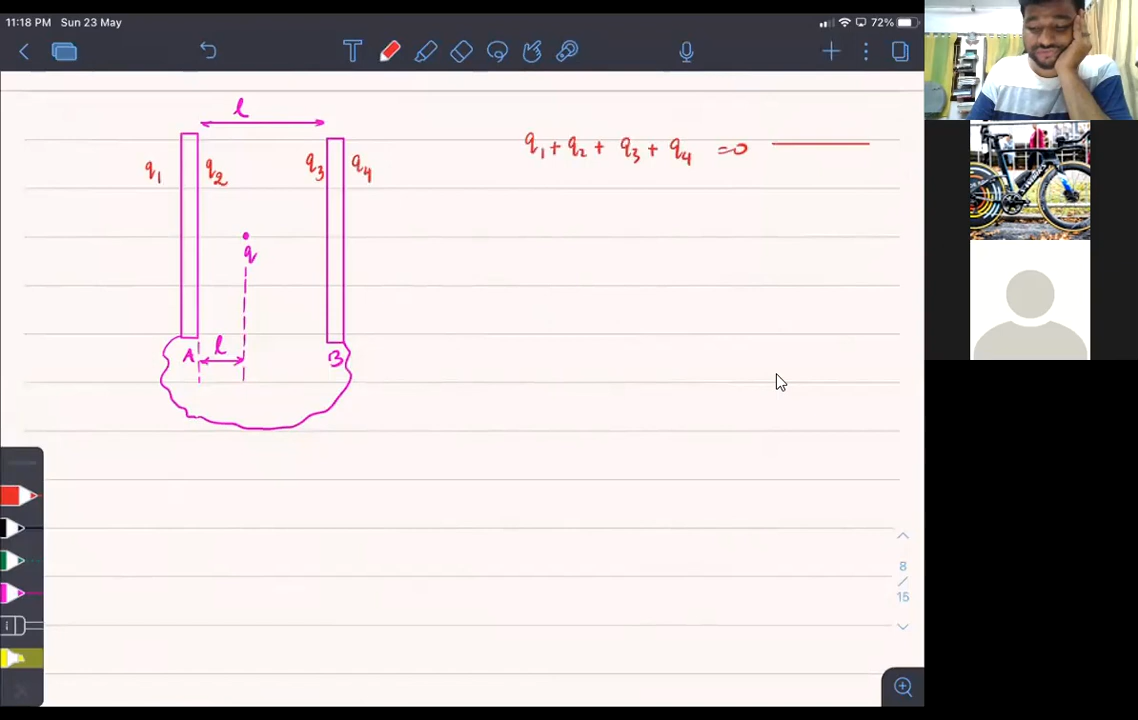 11:18 PM Sun 23 May 72%
T
l
q1 q2 q3 q4 q1 + q2 + q3 + q4 =0
q
A l B
8
/
15